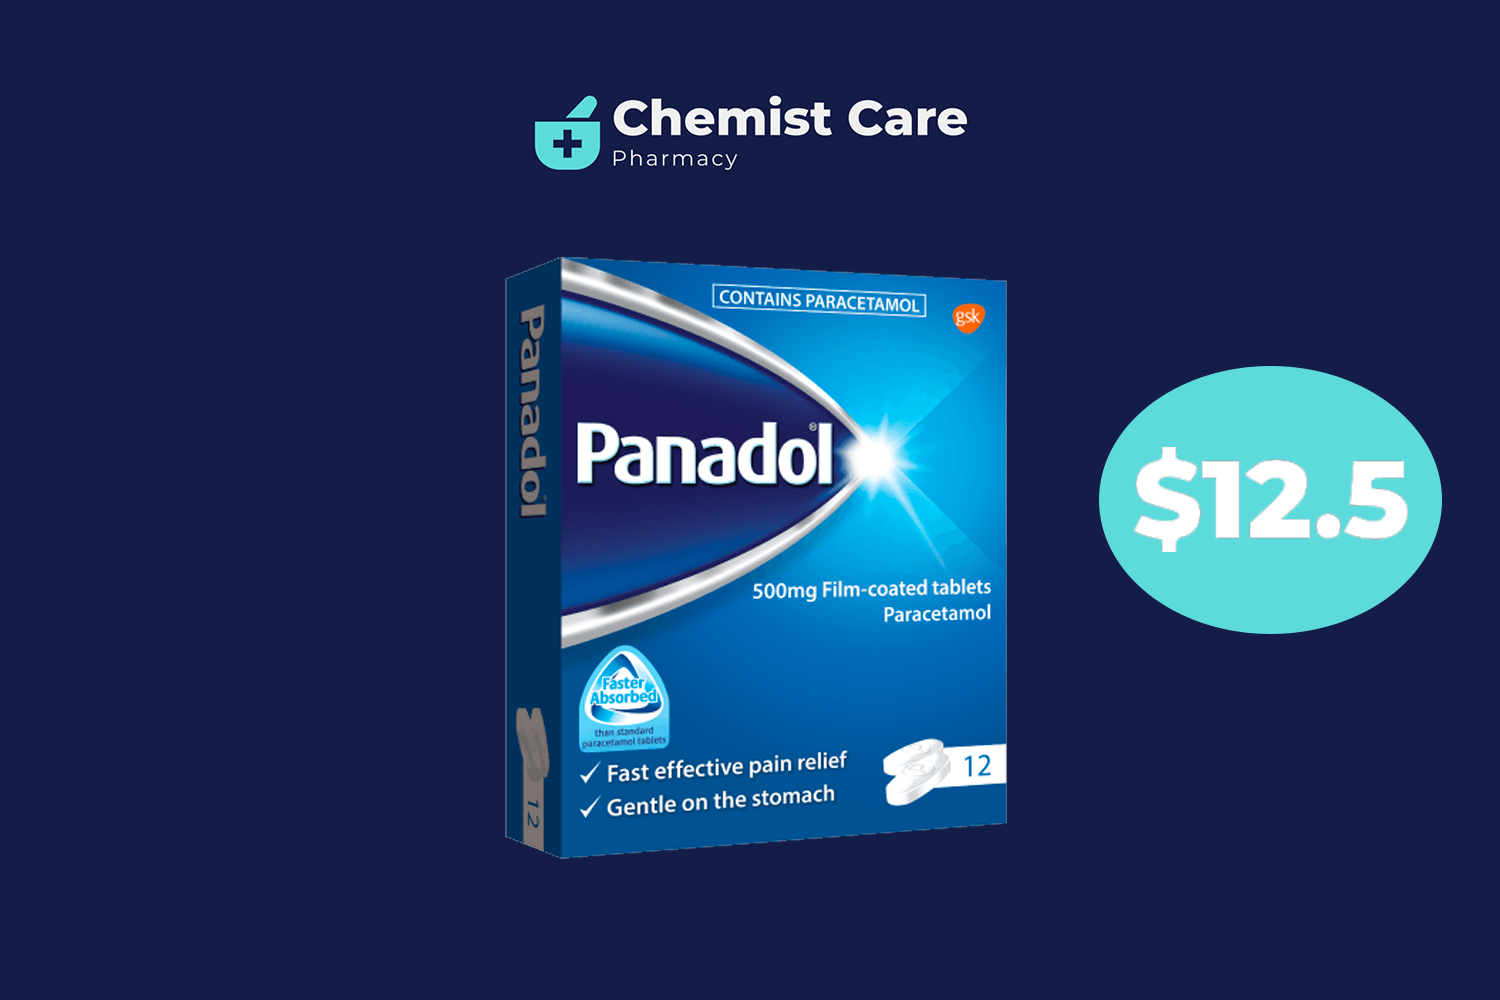 Chemist Care
Pharmacy
CONTAINS PARACETAMOL
gsk
Panadol
Panadol®
$12.5
500mg Film-coated tablets
Paracetamol
Faster
Absorbed
than standard
paracetamol tablets
✓ Fast effective pain relief
✓ Gentle on the stomach
12
12